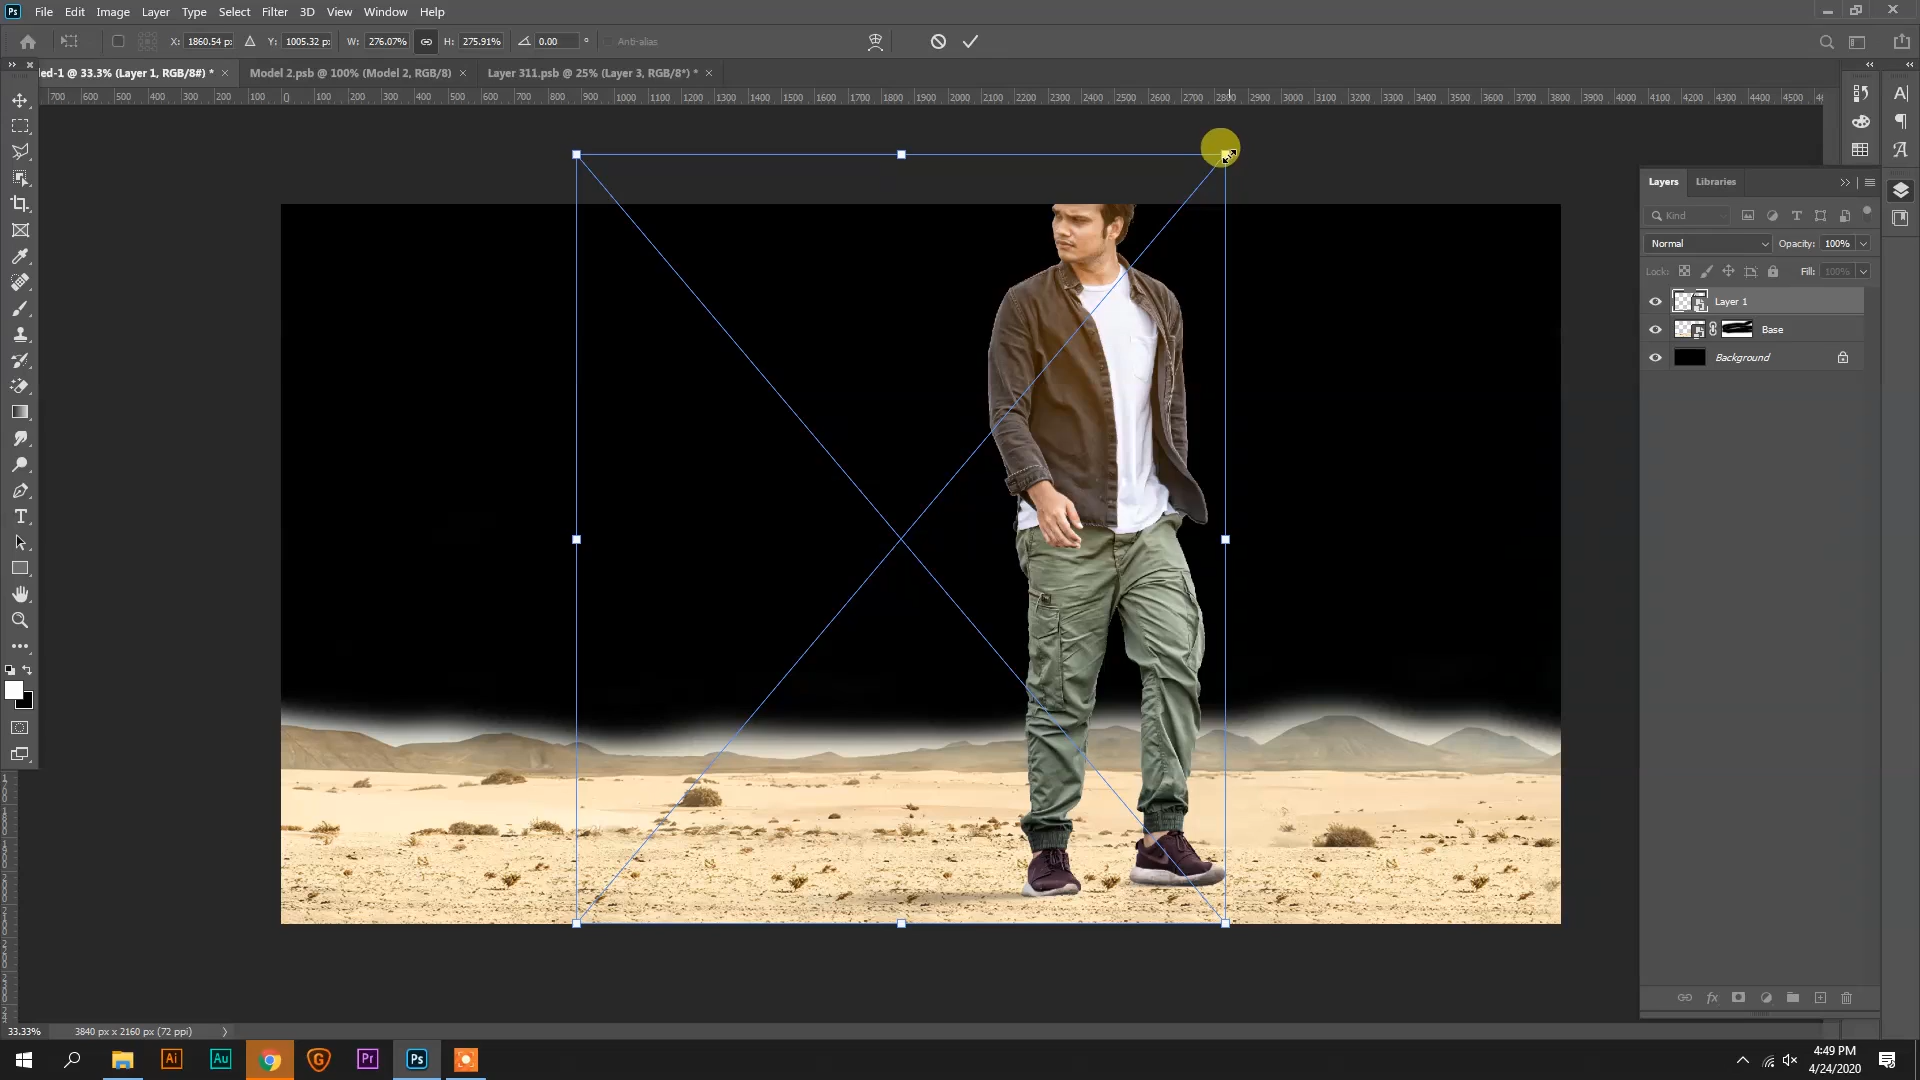 Ps File Edit Image Layer Type Select Filter 3D View Window Help
X: 1860.54 p: Y: 1005.32 p: W: 276.07% H: 275.91% 0.00 ° Anti-alias
led-1 @ 33.3% (Layer 1, RGB/8#) * Model 2.psb @ 100% (Model 2, RGB/8) Layer 311.psb @ 25% (Layer 3, RGB/8*) *
700 600 500 400 300 200 100 0 100 200 300 400 500 600 700 800 900 1000 1100 1200 1300 1400 1500 1600 1700 1800 1900 2000 2100 2200 2300 2400 2500 2600 2700 2800 2900 3000 3100 3200 3300 3400 3500 3600 3700 3800 3900 4000 4100 4200 4300 4400 4500
Layers Libraries
Kind
Normal Opacity: 100%
Lock: Fill: 100%
Layer 1
Base
Background
33.33% 3840 px x 2160 px (72 ppi)
Ai Au Pr Ps
4:49 PM
4/24/2020